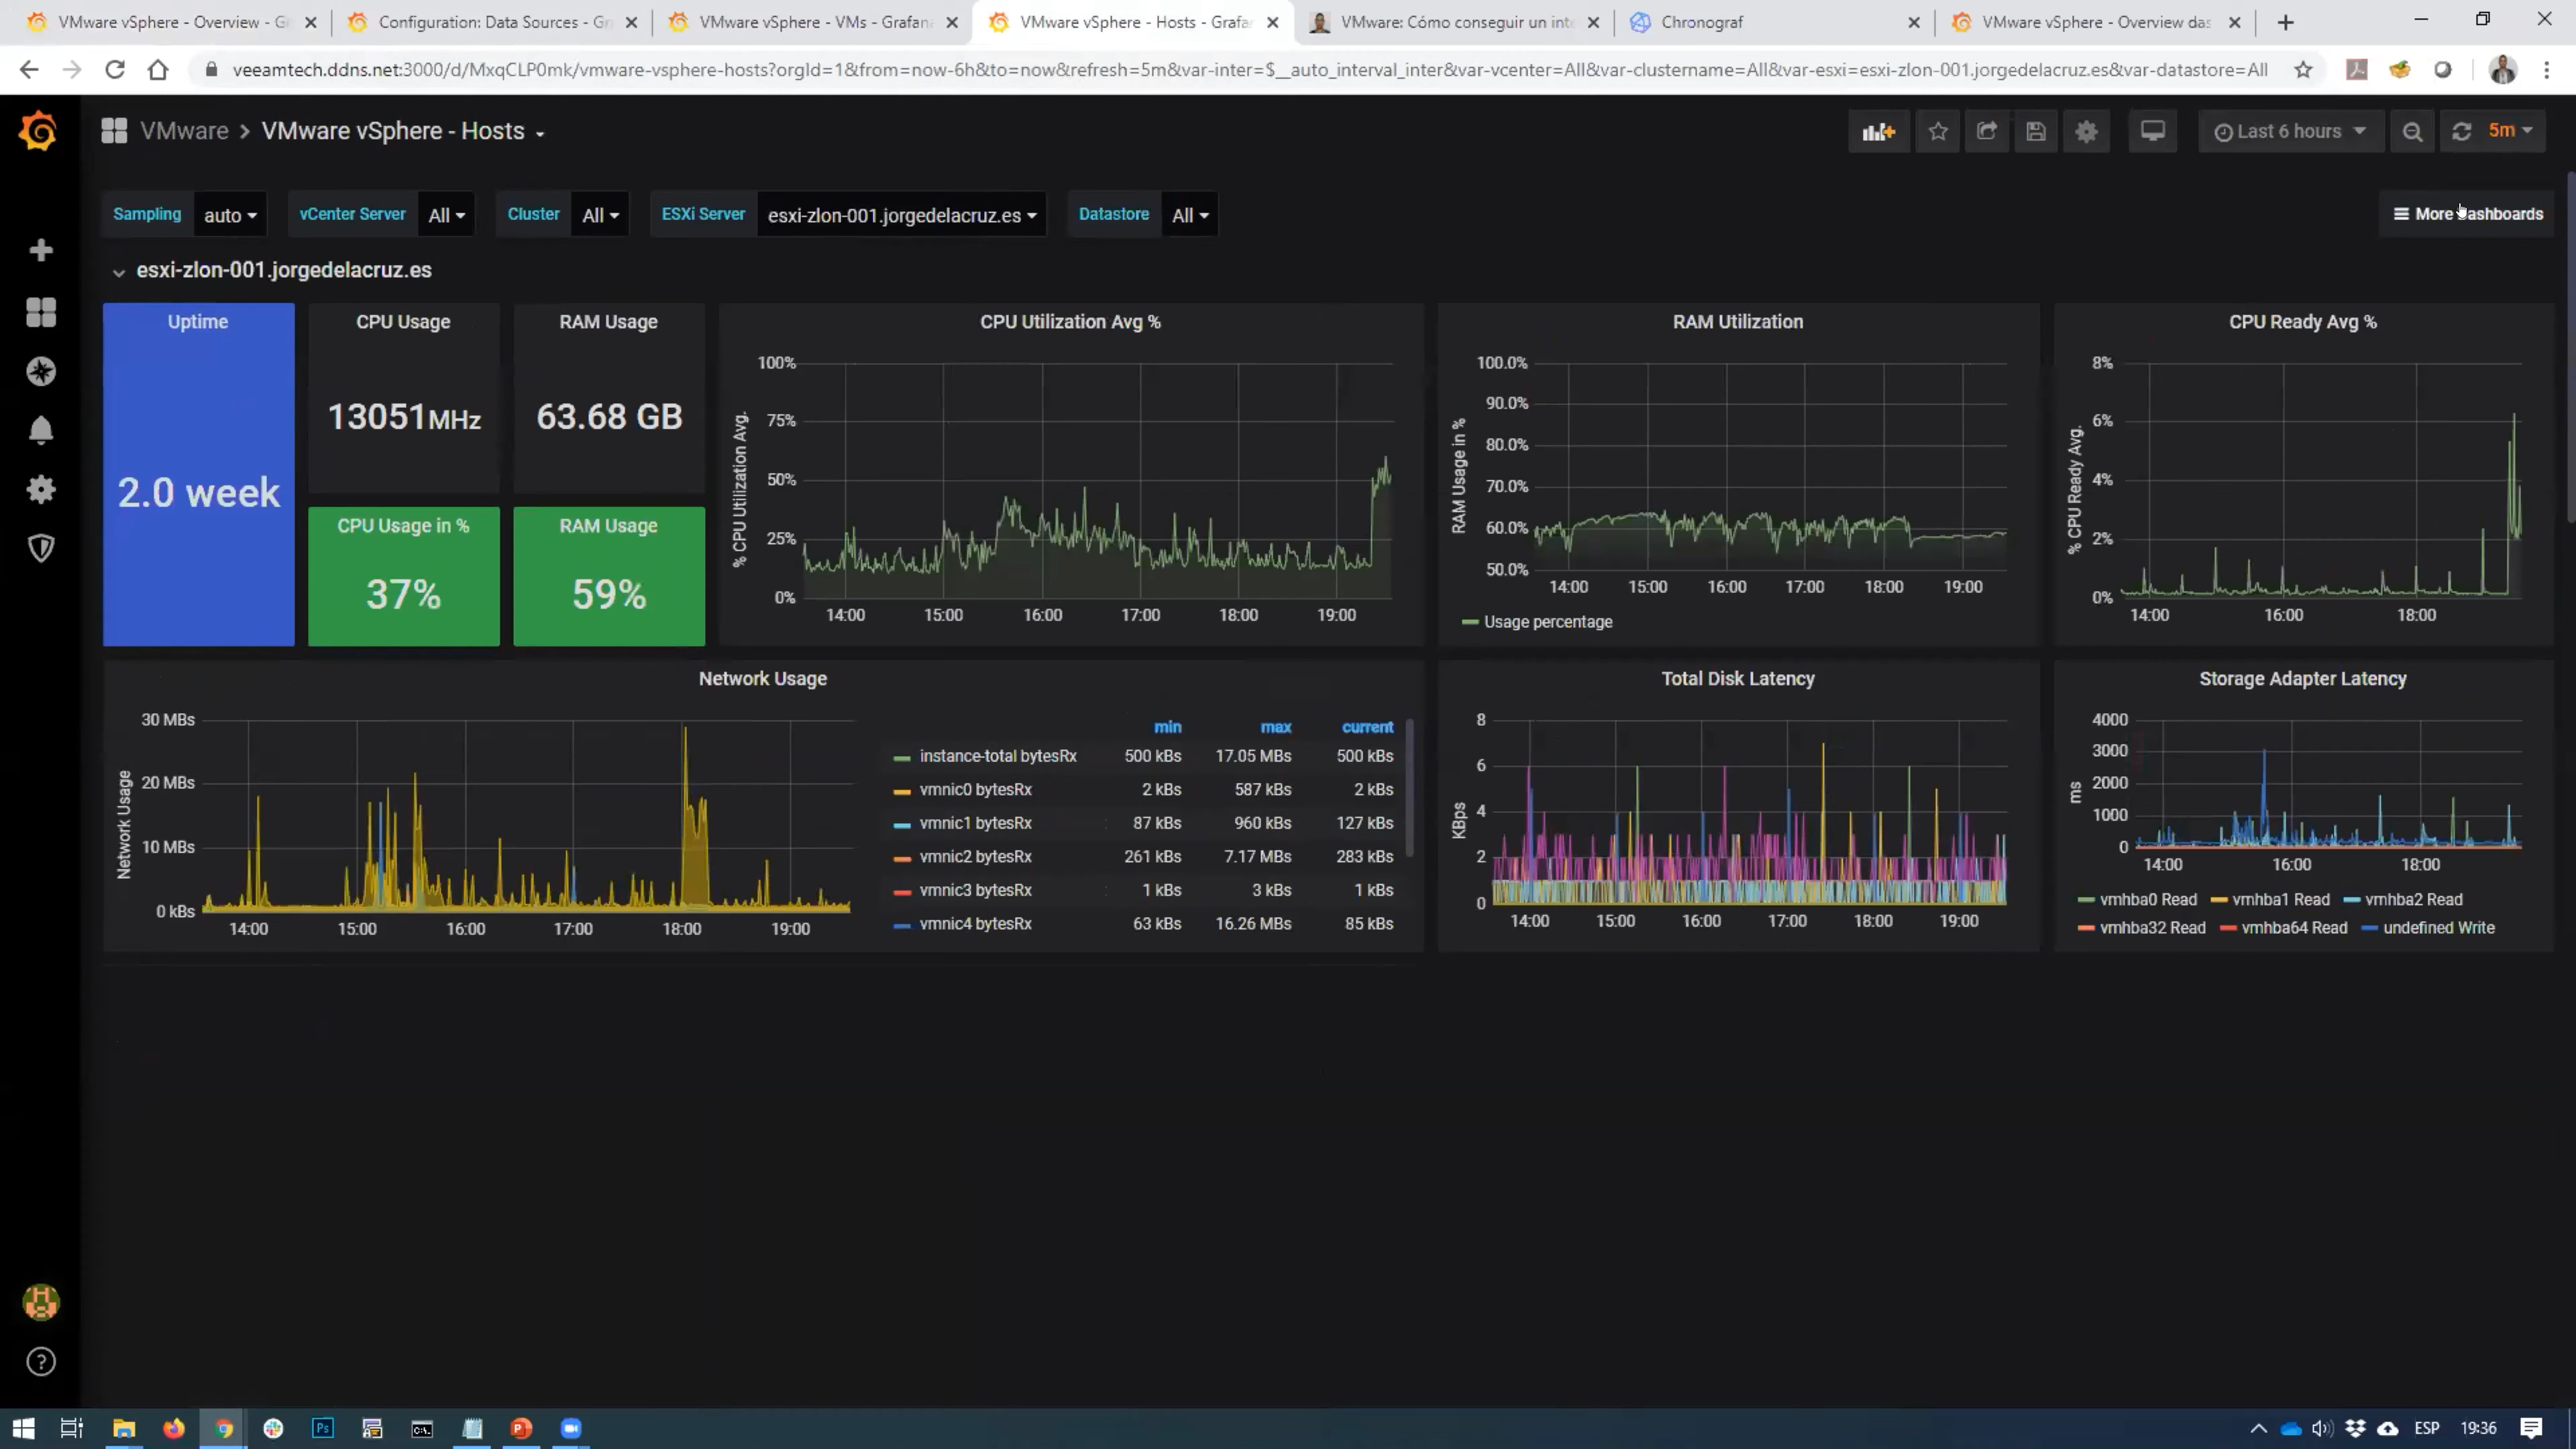 VMware vSphere - Overview - G
Configuration: Data Sources - Gr
VMware vSphere - VMs - Grafan
VMware vSphere - Hosts - Grafa
VMware: Cómo conseguir un int
Chronograf
VMware vSphere - Overview das
veeamtech.ddns.net:3000/d/MxqCLP0mk/vmware-vsphere-hosts?orgId=1&from=now-6h&to=now&refresh=5m&var-inter=$__auto_interval_inter&var-vcenter=All&var-clustername=All&var-esxi=esxi-zlon-001.jorgedelacruz.es&var-datastore=All
VMware > VMware vSphere - Hosts
Last 6 hours
5m
Sampling auto
vCenter Server All
Cluster All
ESXi Server esxi-zlon-001.jorgedelacruz.es
Datastore All
More Dashboards
esxi-zlon-001.jorgedelacruz.es
Uptime
2.0 week
CPU Usage
13051MHz
RAM Usage
63.68 GB
CPU Usage in %
37%
RAM Usage
59%
CPU Utilization Avg %
% CPU Utilization Avg.
100%
75%
50%
25%
0%
14:00 15:00 16:00 17:00 18:00 19:00
RAM Utilization
RAM Usage in %
100.0%
90.0%
80.0%
70.0%
60.0%
50.0%
14:00 15:00 16:00 17:00 18:00 19:00
Usage percentage
CPU Ready Avg %
% CPU Ready Avg.
8%
6%
4%
2%
0%
14:00 16:00 18:00
Network Usage
Network Usage
30 MBs
20 MBs
10 MBs
0 kBs
14:00 15:00 16:00 17:00 18:00 19:00
min max current
instance-total bytesRx 500 kBs 17.05 MBs 500 kBs
vmnic0 bytesRx 2 kBs 587 kBs 2 kBs
vmnic1 bytesRx 87 kBs 960 kBs 127 kBs
vmnic2 bytesRx 261 kBs 7.17 MBs 283 kBs
vmnic3 bytesRx 1 kBs 3 kBs 1 kBs
vmnic4 bytesRx 63 kBs 16.26 MBs 85 kBs
Total Disk Latency
KBps
8
6
4
2
0
14:00 15:00 16:00 17:00 18:00 19:00
Storage Adapter Latency
ms
4000
3000
2000
1000
0
14:00 16:00 18:00
vmhba0 Read vmhba1 Read vmhba2 Read
vmhba32 Read vmhba64 Read undefined Write
Ps
C:\.
P
ESP
19:36